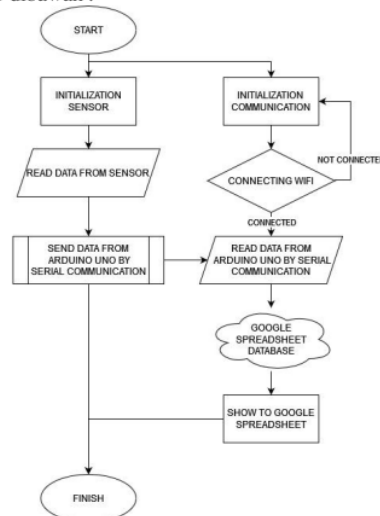 START
INITIALIZATION
SENSOR
INITIALIZATION
COMMUNICATION
READ DATA FROM SENSOR
CONNECTING WIFI
NOT CONNECTE
CONNECTED
SEND DATA FROM
ARDUINO UNO BY
SERIAL COMMUNICATION
READ DATA FROM
ARDUINO UNO BY SERIAL
COMMUNICATION
GOOGLE
SPREADSHEET
DATABASE
SHOW TO GOOGLE
SPREADSHEET
FINISH